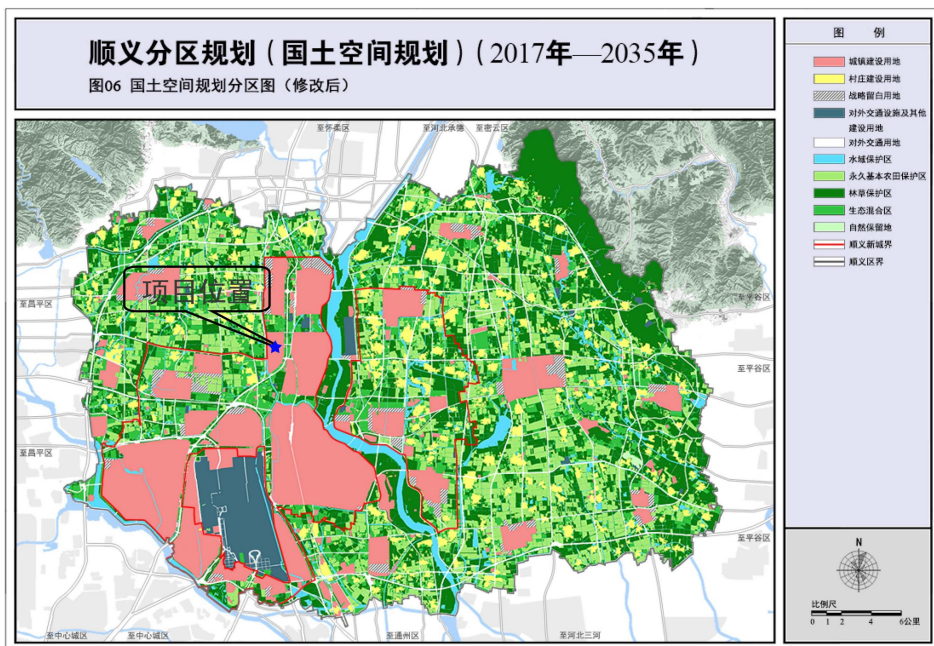 顺义分区规划（国土空间规划）（2017年—2035年）
图06 国土空间规划分区图（修改后）
至怀柔区
至河北承德
至密云区
项目位置
至昌平区
至平谷区
至平谷区
至昌平区
至平谷区
至中心城区
至中心城区
至通州区
至河北三河
图 例
城镇建设用地
村庄建设用地
战略留白用地
对外交通设施及其他
建设用地
对外交通用地
水域保护区
永久基本农田保护区
林草保护区
生态混合区
自然保留地
顺义新城界
顺义区界
N
比例尺
0 1 2 4 6公里